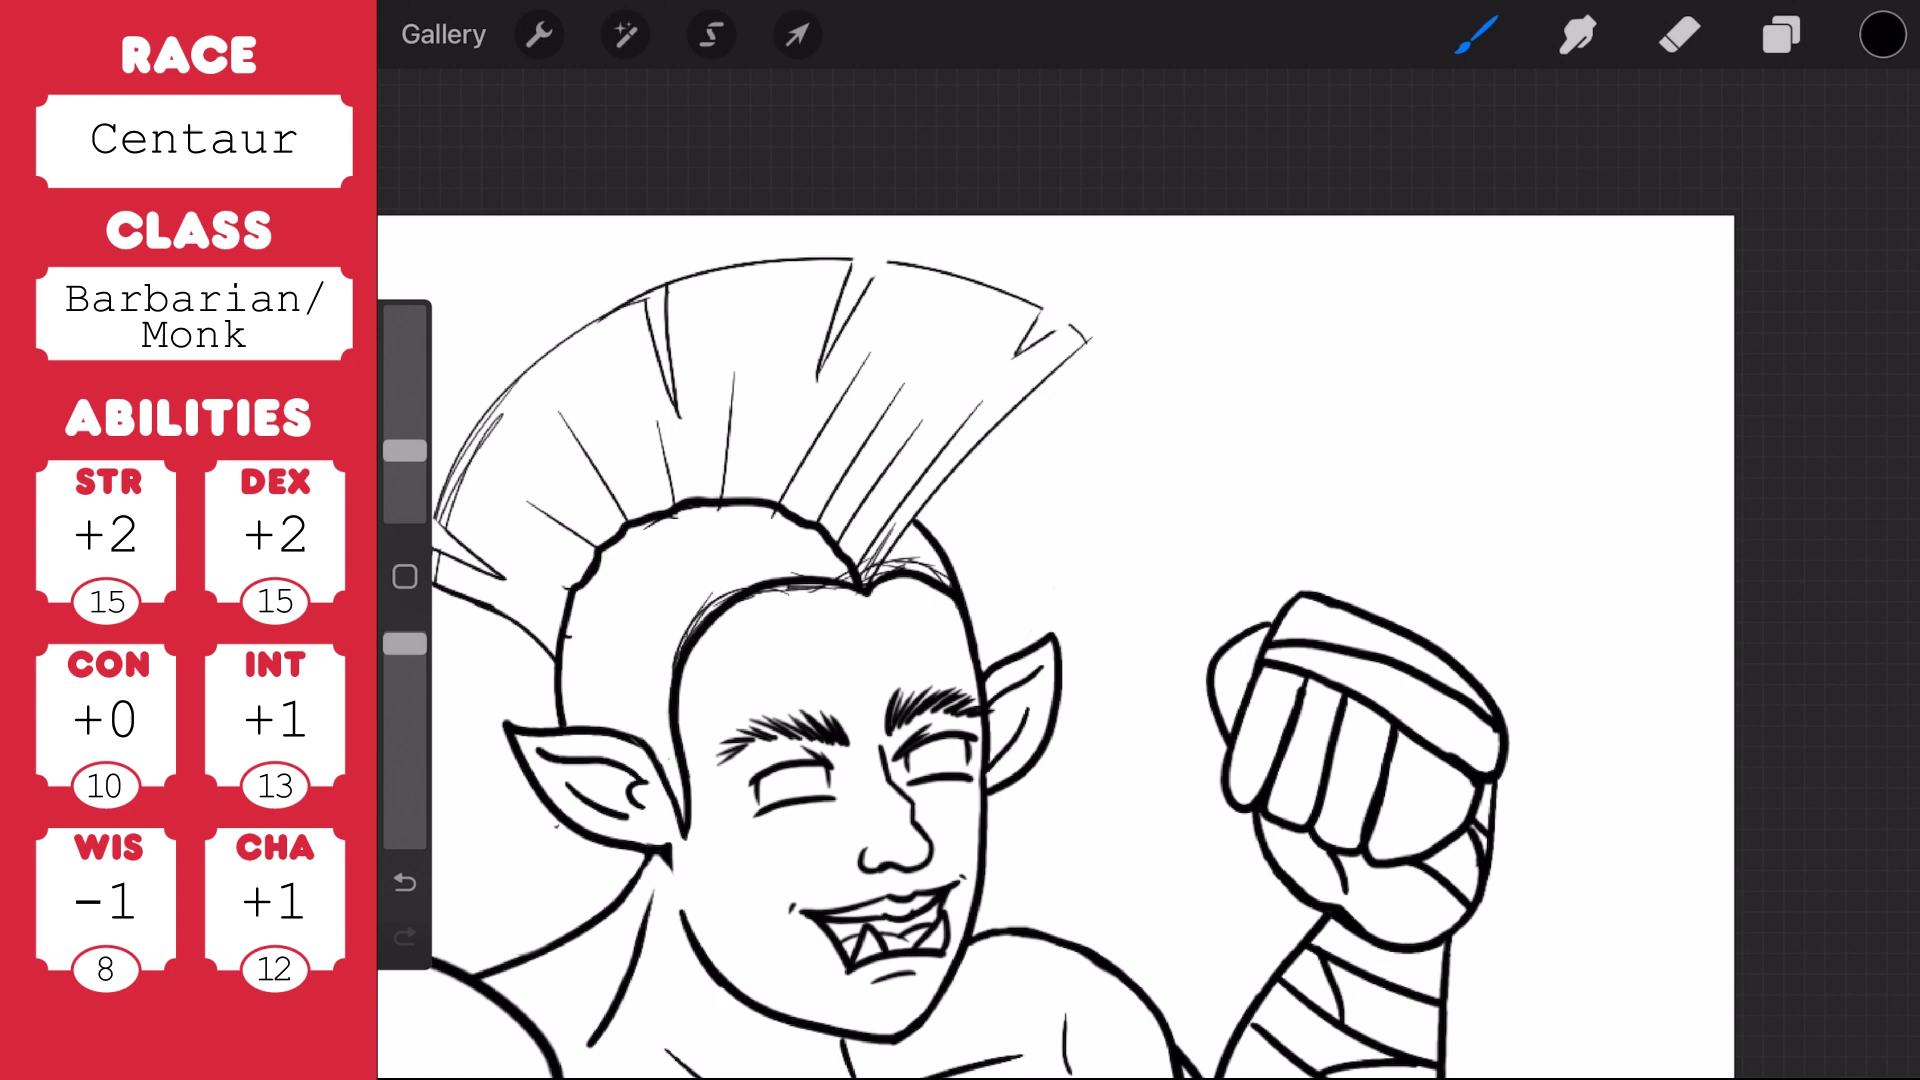 RACE
Centaur
CLASS
Barbarian/
Monk
ABILITIES
STR
+2
15
DEX
+2
15
CON
+0
10
INT
+1
13
WIS
-1
8
CHA
+1
12
Gallery